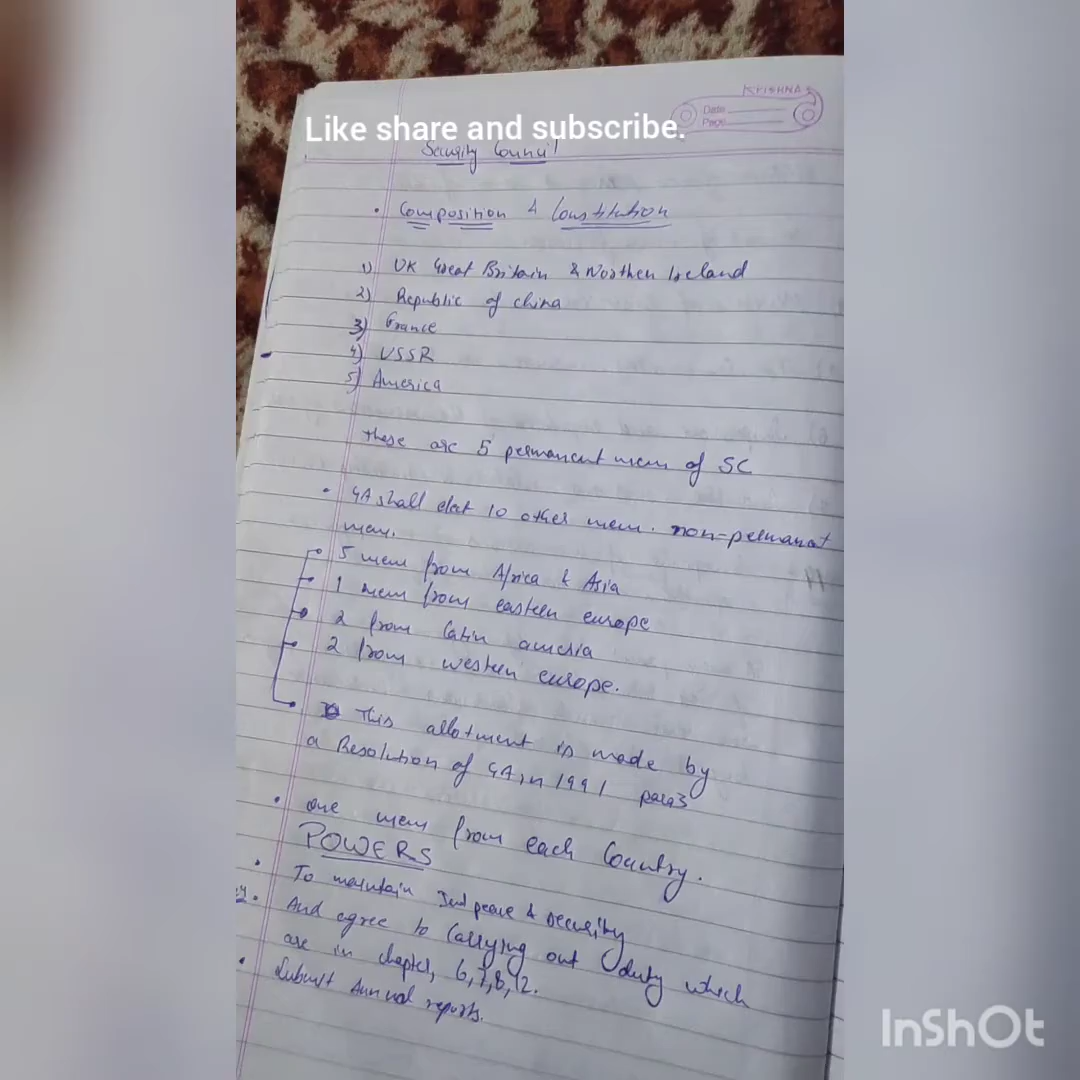 KRISHNA
Date
Page
Like share and subscribe.
Security Council
• Composition & Constitution
1) UK Great Britain & Northen Ireland
2) Republic of China
3) France
4) USSR
5) America
These are 5 permanent mem of SC
• GA shall elect 10 other mem. non-permanat
mem.
5 mem from Africa & Asia
1 mem from eastern europe
2 from Latin america
2 from western europe.
This allotment is made by
a Resolution of GA in 1991 para3
• One mem from each Country.
POWERS
• To maintain Int peace & security
• And agree to carrying out duty which
are in chapter, 6,7,8,12.
• Submit Annual reports.
InShOt